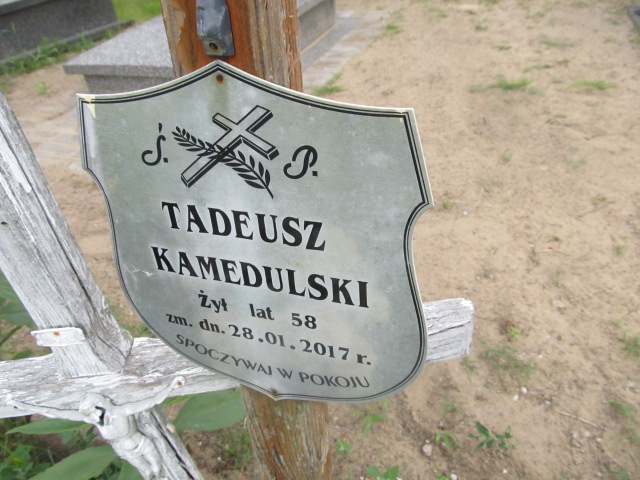 Ś. P.
TADEUSZ
KAMEDULSKI
Żył lat 58
zm. dn. 28.01.2017 r.
SPOCZYWAJ W POKOJU